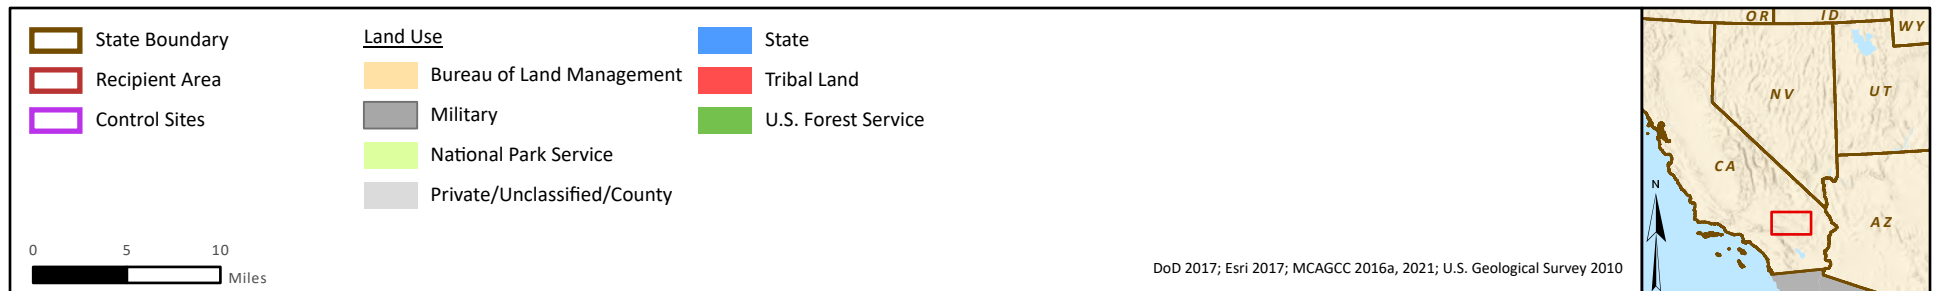 State Boundary
Recipient Area
Control Sites
Land Use
Bureau of Land Management
Military
National Park Service
Private/Unclassified/County
State
Tribal Land
U.S. Forest Service
0 5 10
Miles
DoD 2017; Esri 2017; MCAGCC 2016a, 2021; U.S. Geological Survey 2010
OR ID
WY
NV
UT
CA
N
AZ